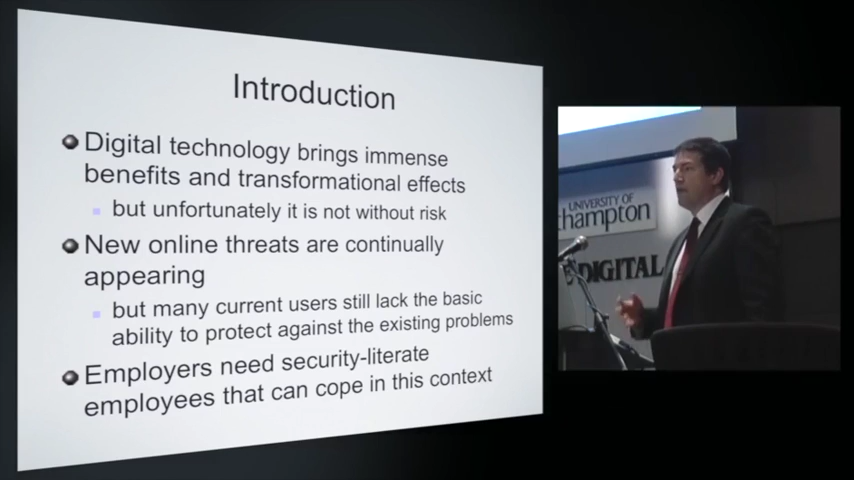 Introduction
Digital technology brings immense
benefits and transformational effects
but unfortunately it is not without risk
New online threats are continually
appearing
but many current users still lack the basic
ability to protect against the existing problems
Employers need security-literate
employees that can cope in this context
UNIVERSITY OF
hampton
DIGITAL